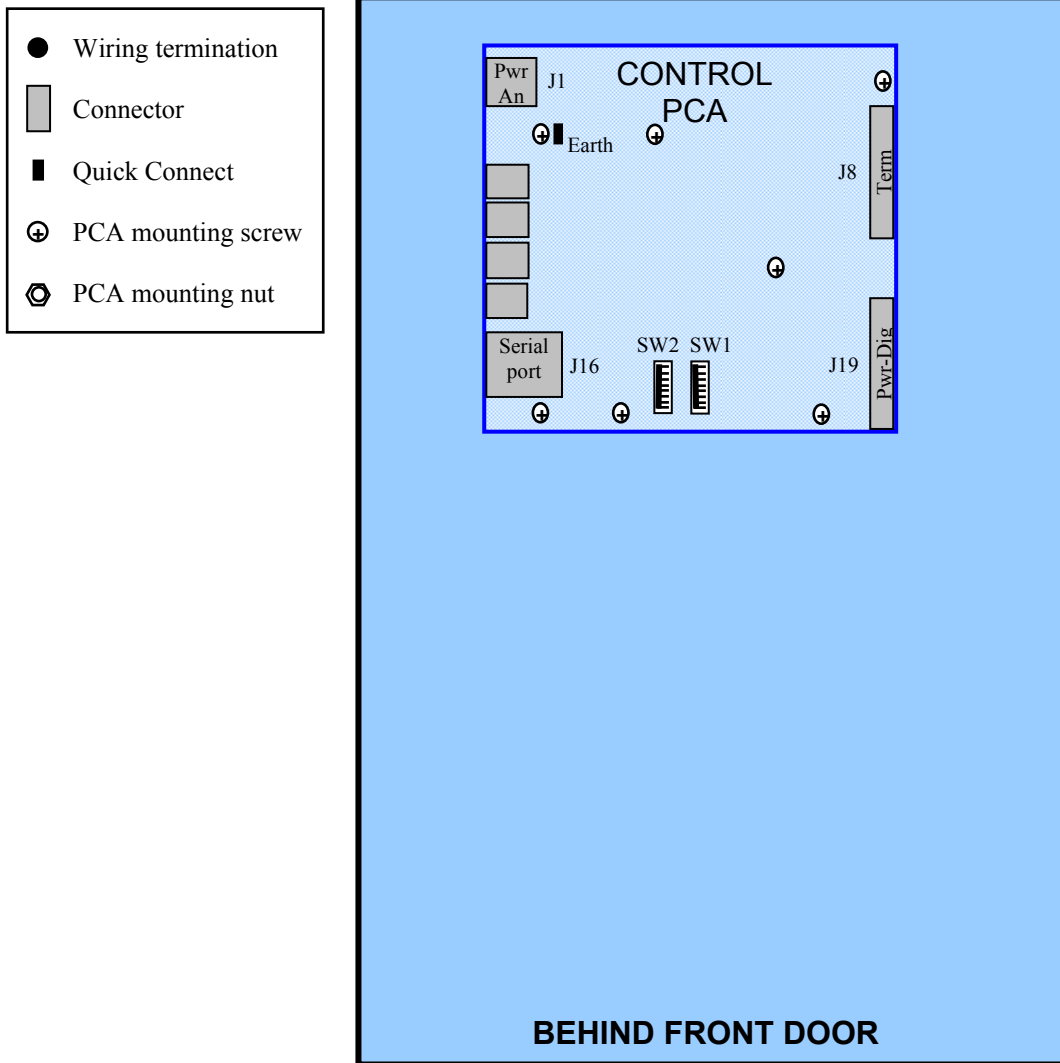 Wiring termination
Connector
Quick Connect
PCA mounting screw
PCA mounting nut
CONTROL
PCA
Pwr
An
J1
Earth
J8
Term
Serial
port
J16
SW2
SW1
J19
Pwr-Dig
BEHIND FRONT DOOR